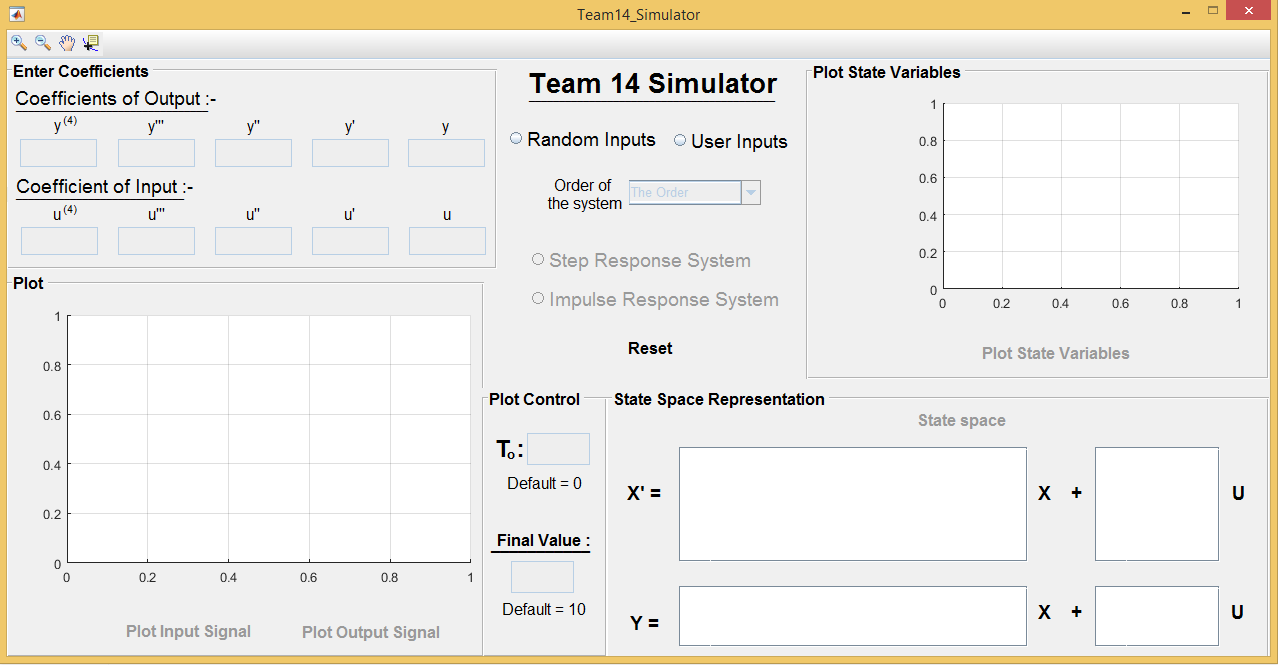 Team14_Simulator
Enter Coefficients
Coefficients of Output :-
y(4) y''' y'' y' y
Coefficient of Input :-
u(4) u''' u'' u' u
Team 14 Simulator
Random Inputs User Inputs
Order of
the system
The Order
Step Response System
Impulse Response System
Reset
Plot State Variables
1
0.8
0.6
0.4
0.2
0
0 0.2 0.4 0.6 0.8 1
Plot State Variables
Plot
1
0.8
0.6
0.4
0.2
0
0 0.2 0.4 0.6 0.8 1
Plot Input Signal Plot Output Signal
Plot Control
To :
Default = 0
Final Value :
Default = 10
State Space Representation
State space
X' = X + U
Y = X + U